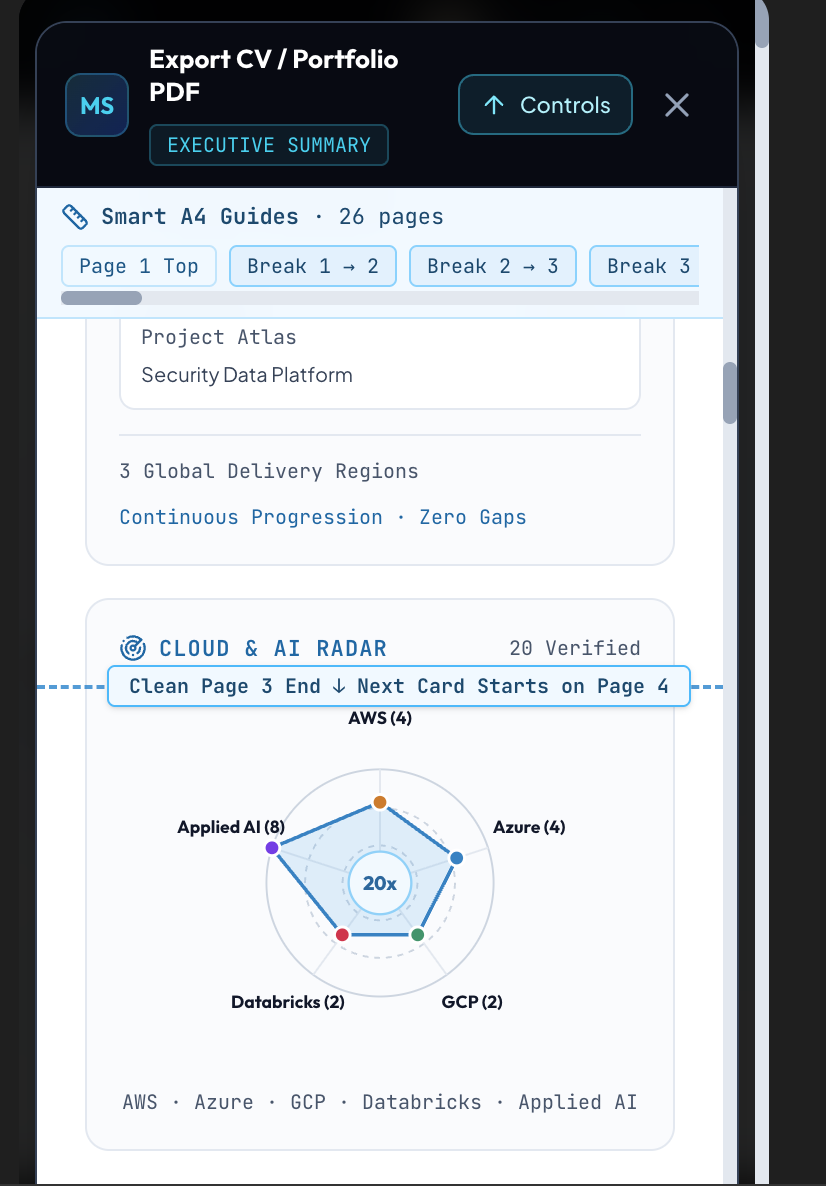 MS
Export CV / Portfolio
PDF
EXECUTIVE SUMMARY
↑ Controls
Smart A4 Guides · 26 pages
Page 1 Top
Break 1 → 2
Break 2 → 3
Break 3
Project Atlas
Security Data Platform
3 Global Delivery Regions
Continuous Progression · Zero Gaps
CLOUD & AI RADAR
20 Verified
Clean Page 3 End ↓ Next Card Starts on Page 4
AWS (4)
Applied AI (8)
Azure (4)
20x
Databricks (2)
GCP (2)
AWS · Azure · GCP · Databricks · Applied AI